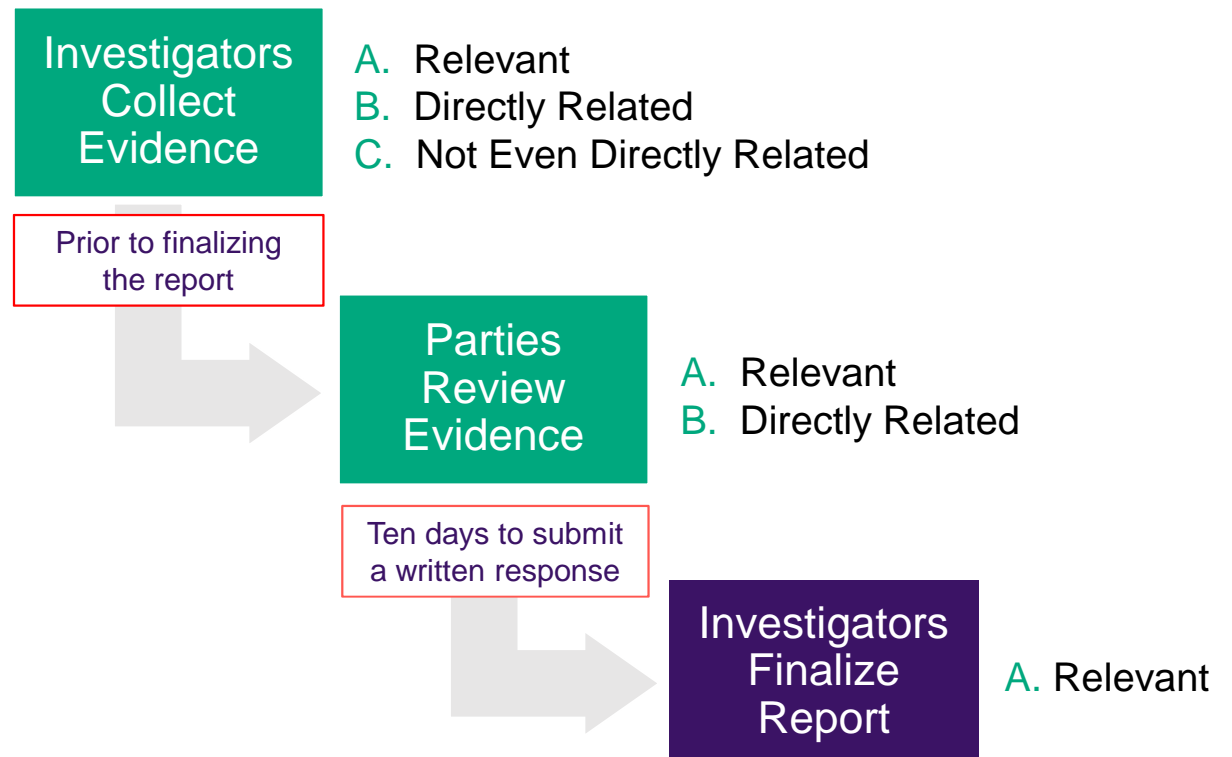 Investigators
Collect
Evidence
A. Relevant
B. Directly Related
C. Not Even Directly Related
Prior to finalizing
the report
Parties
Review
Evidence
A. Relevant
B. Directly Related
Ten days to submit
a written response
Investigators
Finalize
Report
A. Relevant